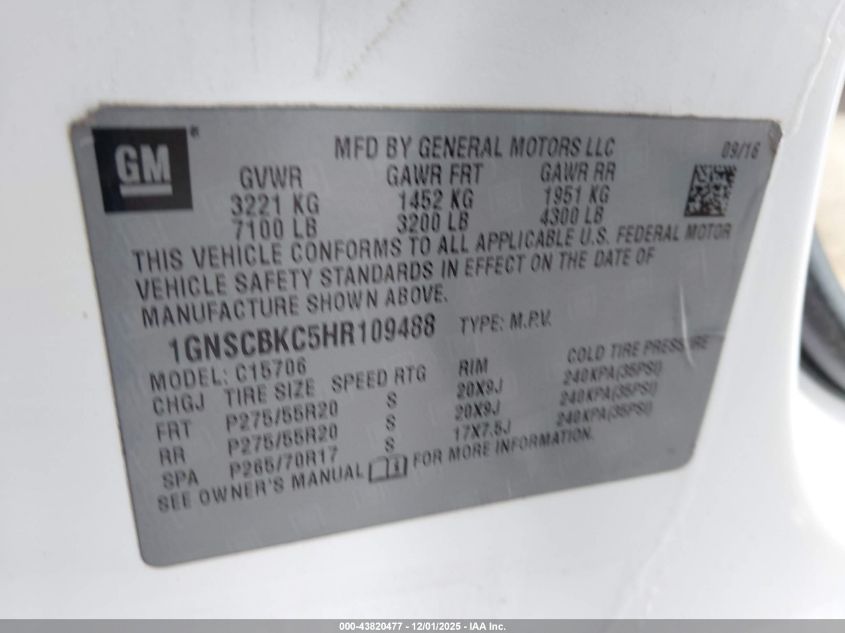 GM ®
MFD BY GENERAL MOTORS LLC 09/16
GVWR GAWR FRT GAWR RR
3221 KG 1452 KG 1951 KG
7100 LB 3200 LB 4300 LB
THIS VEHICLE CONFORMS TO ALL APPLICABLE U.S. FEDERAL MOTOR
VEHICLE SAFETY STANDARDS IN EFFECT ON THE DATE OF
MANUFACTURE SHOWN ABOVE.
1GNSCBKC5HR109488 TYPE: M.P.V.
MODEL: C15706
CHGJ TIRE SIZE SPEED RTG RIM COLD TIRE PRESSURE
FRT P275/55R20 S 20X9J 240KPA(35PSI)
RR P275/55R20 S 20X9J 240KPA(35PSI)
SPA P265/70R17 S 17X7.5J 240KPA(35PSI)
SEE OWNER'S MANUAL FOR MORE INFORMATION.
000-43820477 - 12/01/2025 - IAA Inc.